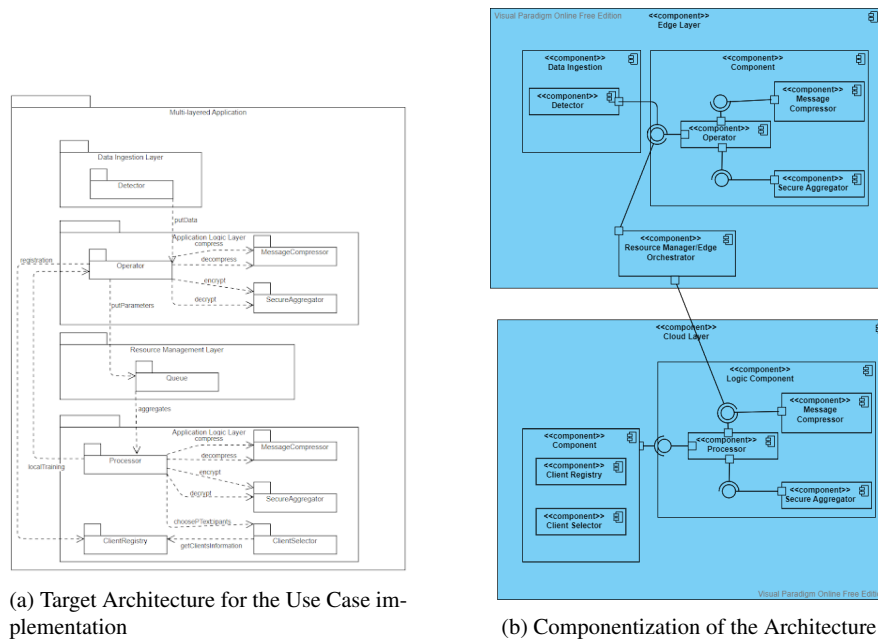 Multi-layered Application
Data Ingestion Layer
Detector
putData
Application Logic Layer
compress
registration
Operator
MessageCompressor
decompress
encrypt
putParameters
decrypt
SecureAggregator
Resource Management Layer
Queue
aggregates
Application Logic Layer
compress
Processor
MessageCompressor
decompress
localTraining
encrypt
decrypt
SecureAggregator
ClientRegistry
getClientsInformation
ClientSelector
(a) Target Architecture for the Use Case im-
plementation
Visual Paradigm Online Free Edition
<<component>>
Edge Layer
<<component>>
Data Ingestion
<<component>>
Detector
<<component>>
Component
<<component>>
Message
Compressor
<<component>>
Operator
<<component>>
Secure Aggregator
<<component>>
Resource Manager/Edge
Orchestrator
<<component>>
Cloud Layer
<<component>>
Logic Component
<<component>>
Message
Compressor
<<component>>
Component
<<component>>
Client Registry
<<component>>
Client Selector
<<component>>
Processor
<<component>>
Secure Aggregator
Visual Paradigm Online Free Editio
(b) Componentization of the Architecture